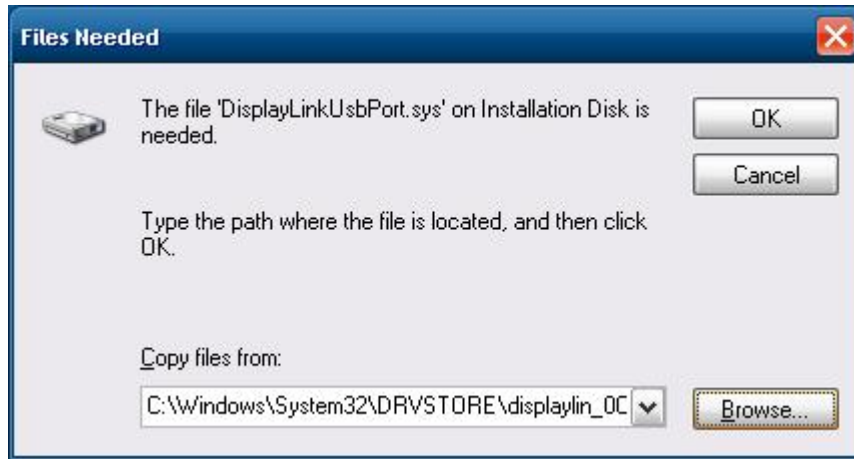 Files Needed
The file 'DisplayLinkUsbPort.sys' on Installation Disk is
needed.
OK
Cancel
Type the path where the file is located, and then click
OK.
Copy files from:
C:\Windows\System32\DRVSTORE\displaylin_0C
Browse...